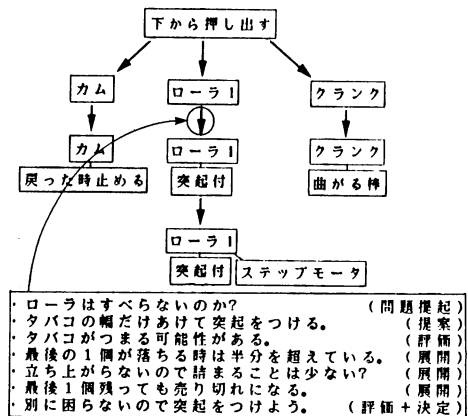 下から押し出す
カム
ローラ1
クランク
カム
戻った時止める
ローラ1
突起付
クランク
曲がる棒
ローラ1
突起付
ステップモータ
・ローラはすべらないのか? (問題提起)
・タバコの幅だけあけて突起をつける。 (提案)
・タバコがつまる可能性がある。 (評価)
・最後の1個が落ちる時は半分を超えている。 (展開)
・立ち上がらないので詰まることは少ない? (展開)
・最後1個残っても売り切れになる。 (展開)
・別に困らないので突起をつけよう。 (評価+決定)